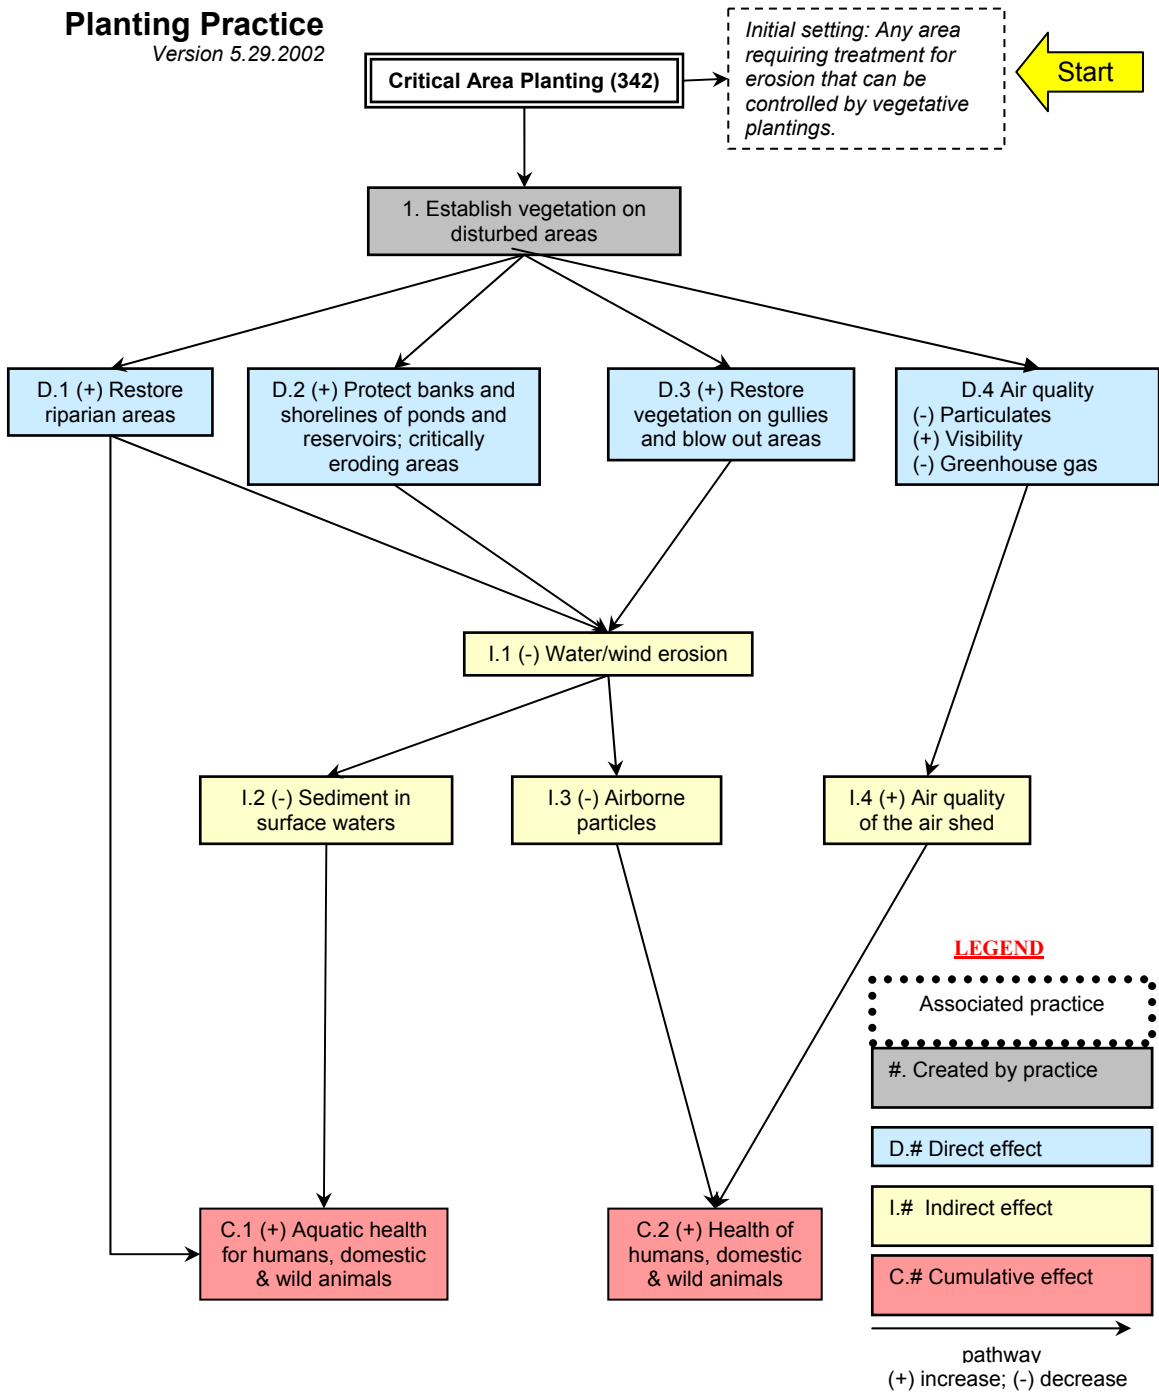 Planting Practice
Version 5.29.2002
Critical Area Planting (342)
Initial setting: Any area
requiring treatment for
erosion that can be
controlled by vegetative
plantings.
Start
1. Establish vegetation on
disturbed areas
D.1 (+) Restore
riparian areas
D.2 (+) Protect banks and
shorelines of ponds and
reservoirs; critically
eroding areas
D.3 (+) Restore
vegetation on gullies
and blow out areas
D.4 Air quality
(-) Particulates
(+) Visibility
(-) Greenhouse gas
I.1 (-) Water/wind erosion
I.2 (-) Sediment in
surface waters
I.3 (-) Airborne
particles
I.4 (+) Air quality
of the air shed
C.1 (+) Aquatic health
for humans, domestic
& wild animals
C.2 (+) Health of
humans, domestic
& wild animals
LEGEND
Associated practice
#. Created by practice
D.# Direct effect
I.# Indirect effect
C.# Cumulative effect
pathway
(+) increase; (-) decrease